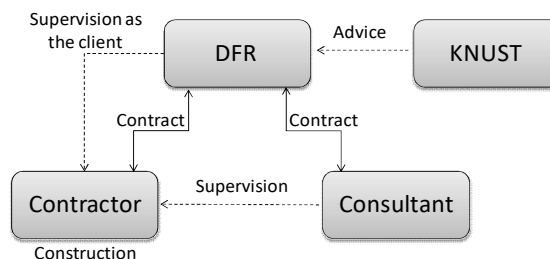 Supervision as
the client
DFR
Advice
KNUST
Contract
Contract
Contractor
Supervision
Consultant
Construction